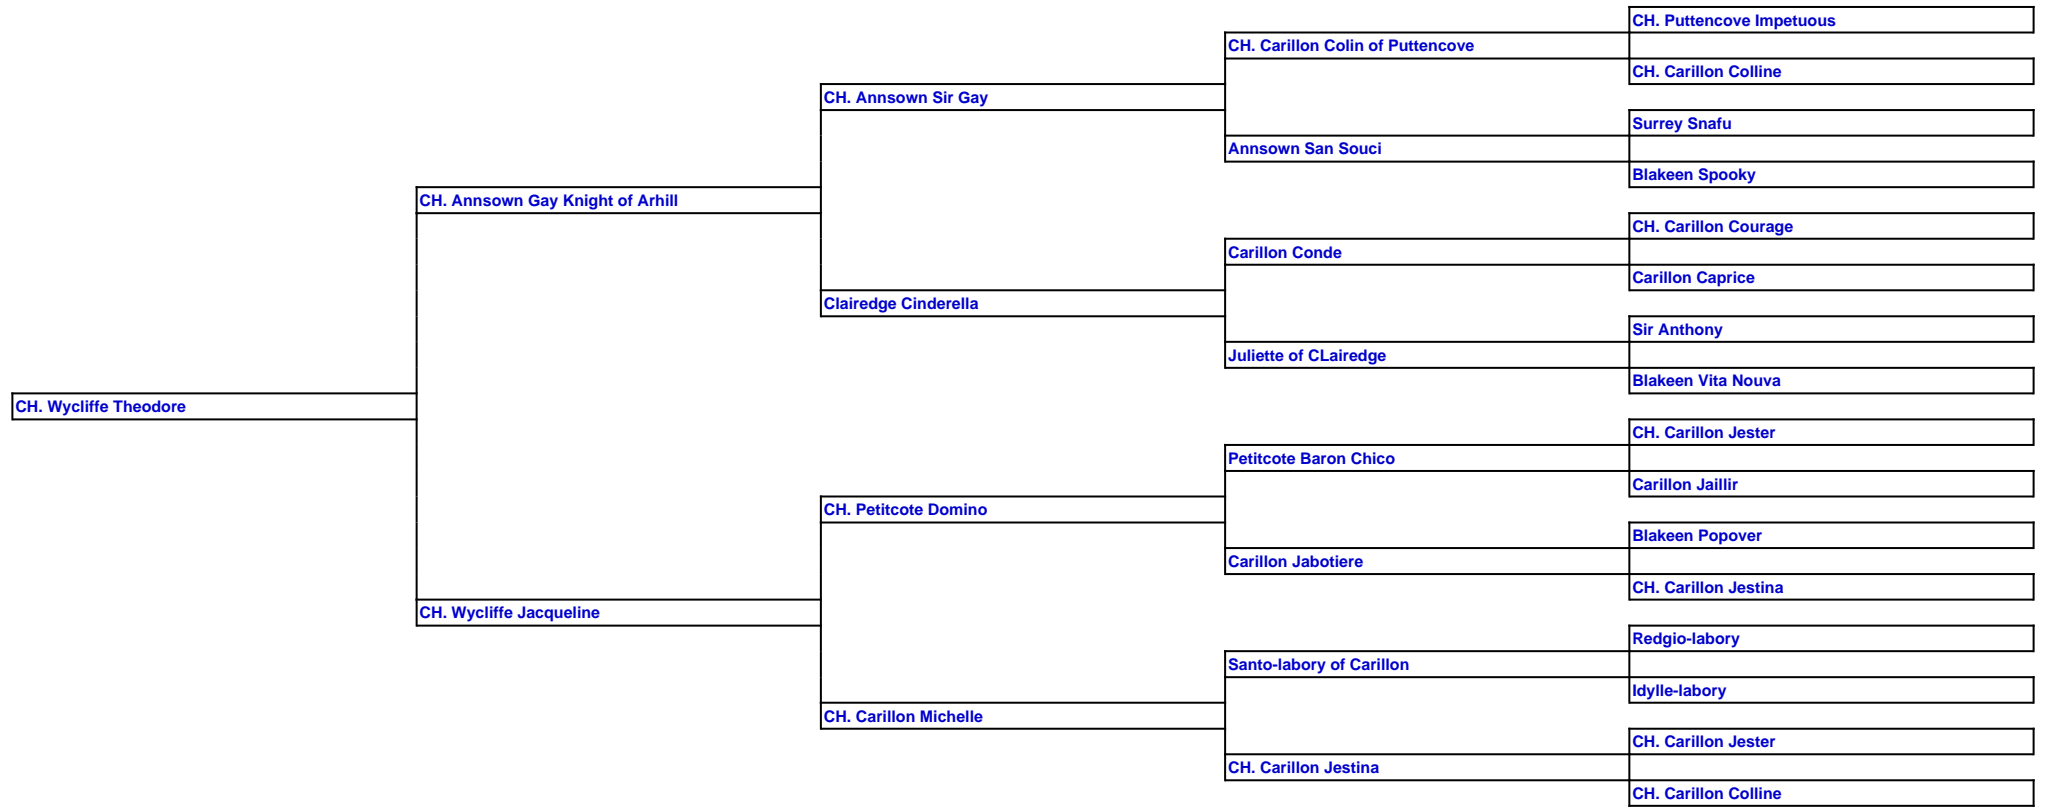 CH. Puttencove Impetuous
CH. Carillon Colin of Puttencove
CH. Carillon Colline
CH. Annsown Sir Gay
Surrey Snafu
Annsown San Souci
Blakeen Spooky
CH. Annsown Gay Knight of Arhill
CH. Carillon Courage
Carillon Conde
Carillon Caprice
Clairedge Cinderella
Sir Anthony
Juliette of CLairedge
Blakeen Vita Nouva
CH. Wycliffe Theodore
CH. Carillon Jester
Petitcote Baron Chico
Carillon Jaillir
CH. Petitcote Domino
Blakeen Popover
Carillon Jabotiere
CH. Carillon Jestina
CH. Wycliffe Jacqueline
Redgio-labory
Santo-labory of Carillon
Idylle-labory
CH. Carillon Michelle
CH. Carillon Jester
CH. Carillon Jestina
CH. Carillon Colline